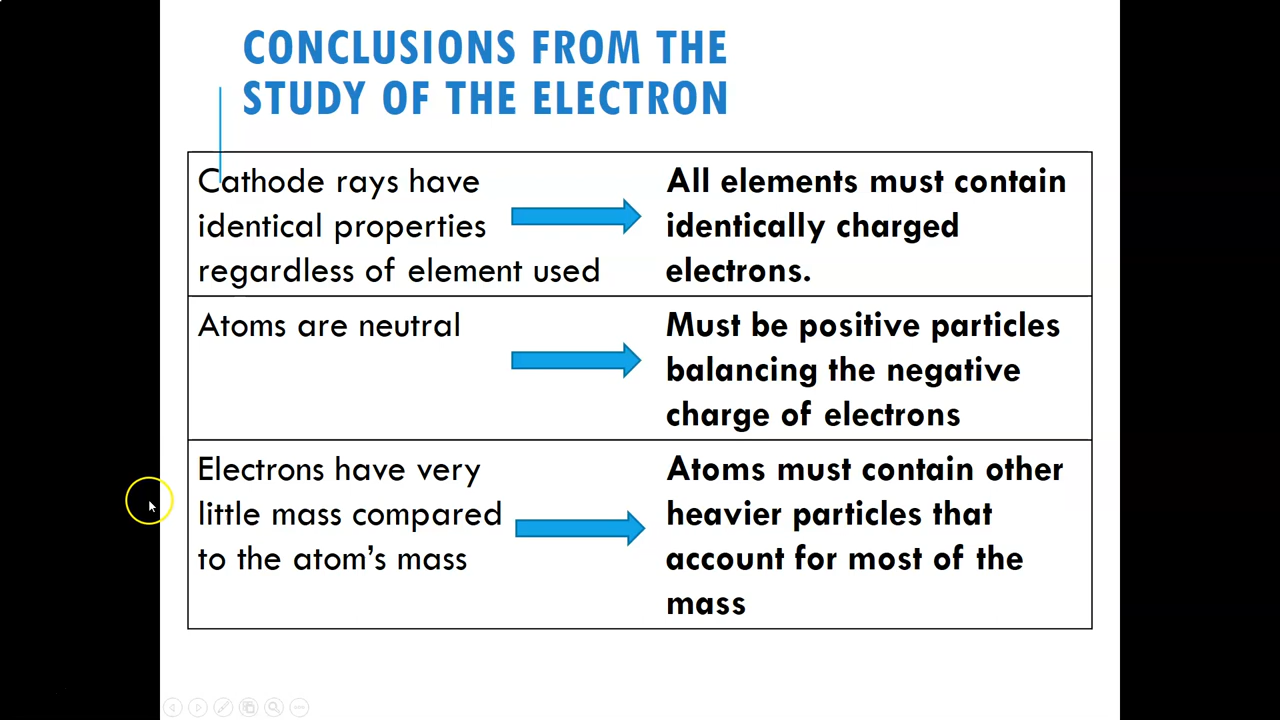 CONCLUSIONS FROM THE
STUDY OF THE ELECTRON
Cathode rays have
identical properties
regardless of element used
All elements must contain
identically charged
electrons.
Atoms are neutral
Must be positive particles
balancing the negative
charge of electrons
Electrons have very
little mass compared
to the atom’s mass
Atoms must contain other
heavier particles that
account for most of the
mass